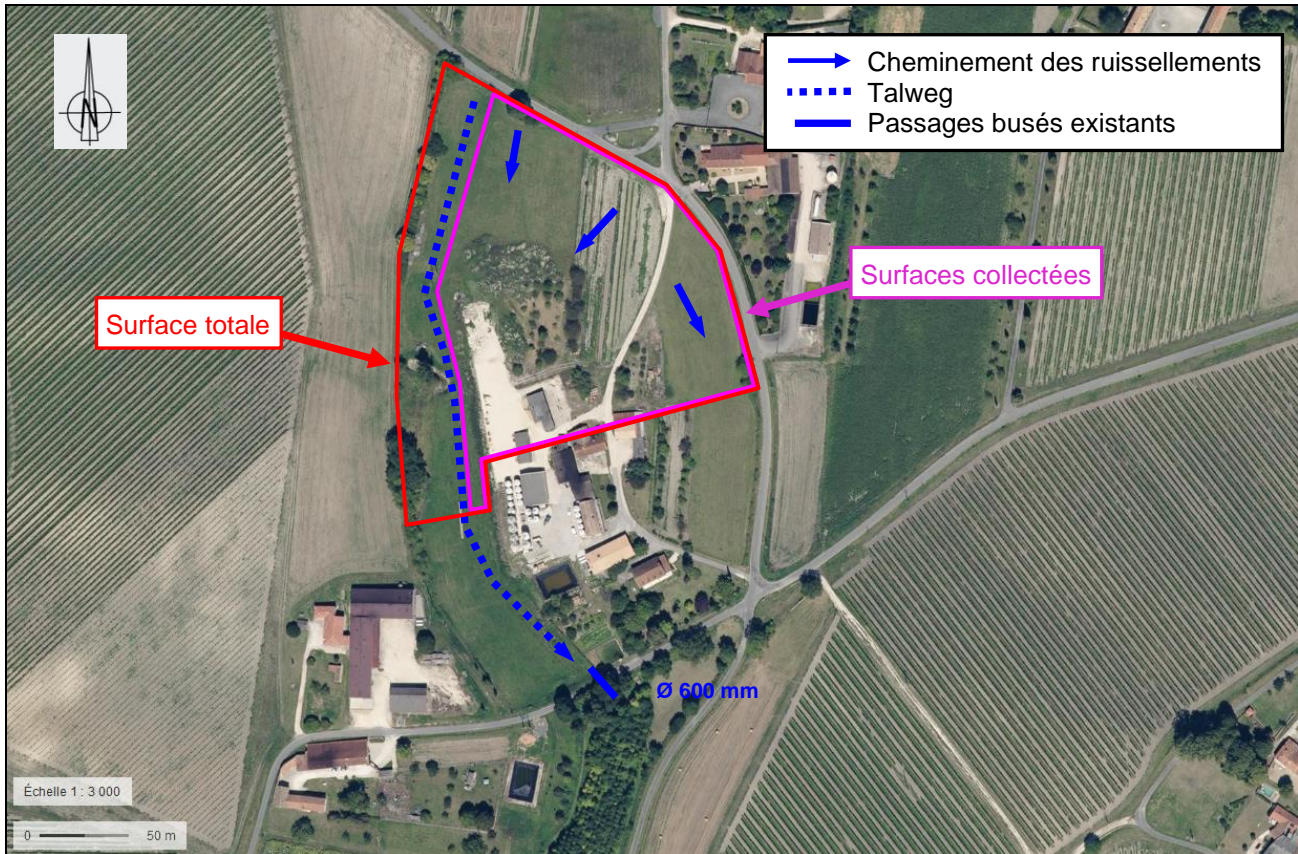 N
Cheminement des ruissellements
Talweg
Passages busés existants
Surfaces collectées
Surface totale
Ø 600 mm
Échelle 1 : 3 000
0 50 m